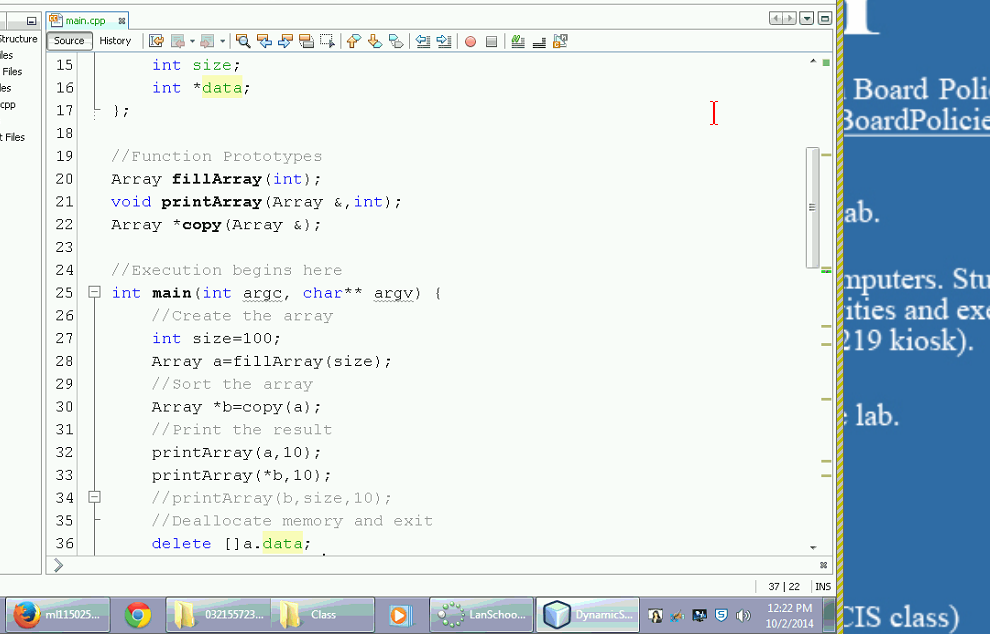 main.cpp
Structure
Source History
iles
Files
les
cpp
t Files
15 int size;
16 int *data;
17 };
18
19 //Function Prototypes
20 Array fillArray(int);
21 void printArray(Array &,int);
22 Array *copy(Array &);
23
24 //Execution begins here
25 int main(int argc, char** argv) {
26 //Create the array
27 int size=100;
28 Array a=fillArray(size);
29 //Sort the array
30 Array *b=copy(a);
31 //Print the result
32 printArray(a,10);
33 printArray(*b,10);
34 //printArray(b,size,10);
35 //Deallocate memory and exit
36 delete []a.data;
37 | 22 INS
Board Polic
BoardPolicie
ab.
mputers. Stu
rities and exe
219 kiosk).
e lab.
CIS class)
ml115025... 032155723... Class LanSchoo... DynamicS...
12:22 PM
10/2/2014